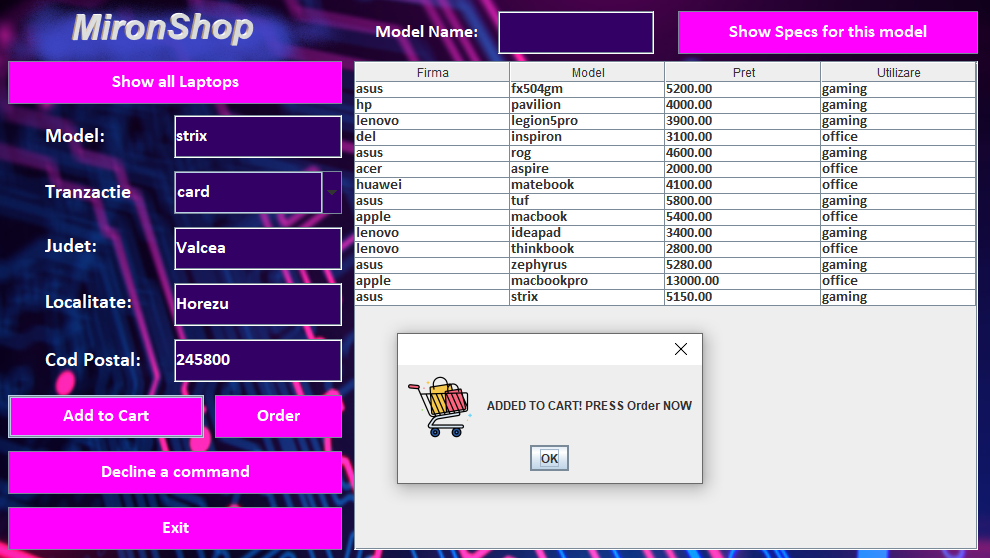 MironShop
Model Name:
Show Specs for this model
Show all Laptops
Model: strix
Tranzactie card
Judet: Valcea
Localitate: Horezu
Cod Postal: 245800
Add to Cart Order
Decline a command
Exit
Firma Model Pret Utilizare
asus fx504gm 5200.00 gaming
hp pavilion 4000.00 gaming
lenovo legion5pro 3900.00 gaming
del inspiron 3100.00 office
asus rog 4600.00 gaming
acer aspire 2000.00 office
huawei matebook 4100.00 office
asus tuf 5800.00 gaming
apple macbook 5400.00 office
lenovo ideapad 3400.00 gaming
lenovo thinkbook 2800.00 office
asus zephyrus 5280.00 gaming
apple macbookpro 13000.00 office
asus strix 5150.00 gaming
ADDED TO CART! PRESS Order NOW
OK